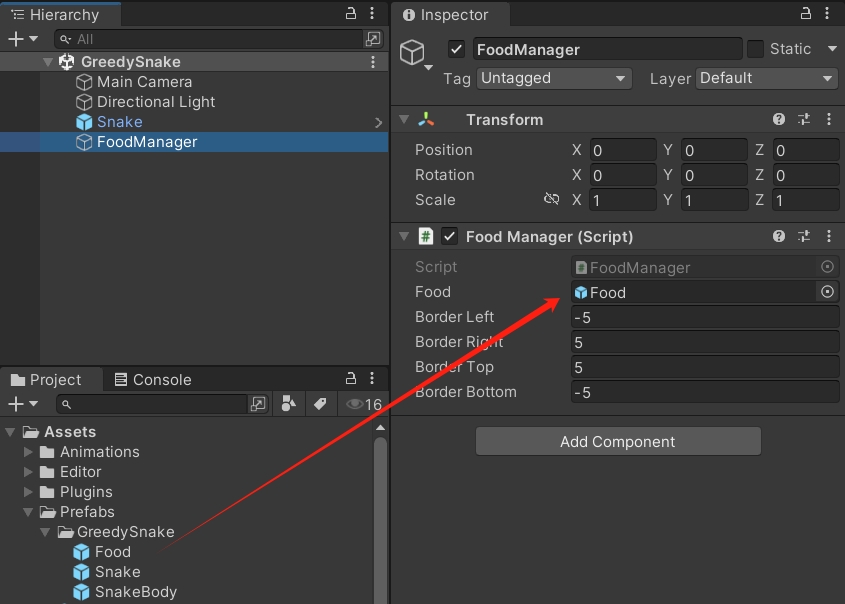 Hierarchy
All
GreedySnake
Main Camera
Directional Light
Snake
FoodManager
Project
Console
16
Assets
Animations
Editor
Plugins
Prefabs
GreedySnake
Food
Snake
SnakeBody
Inspector
FoodManager Static
Tag Untagged Layer Default
Transform
Position X 0 Y 0 Z 0
Rotation X 0 Y 0 Z 0
Scale X 1 Y 1 Z 1
# Food Manager (Script)
Script FoodManager
Food Food
Border Left -5
Border Right 5
Border Top 5
Border Bottom -5
Add Component